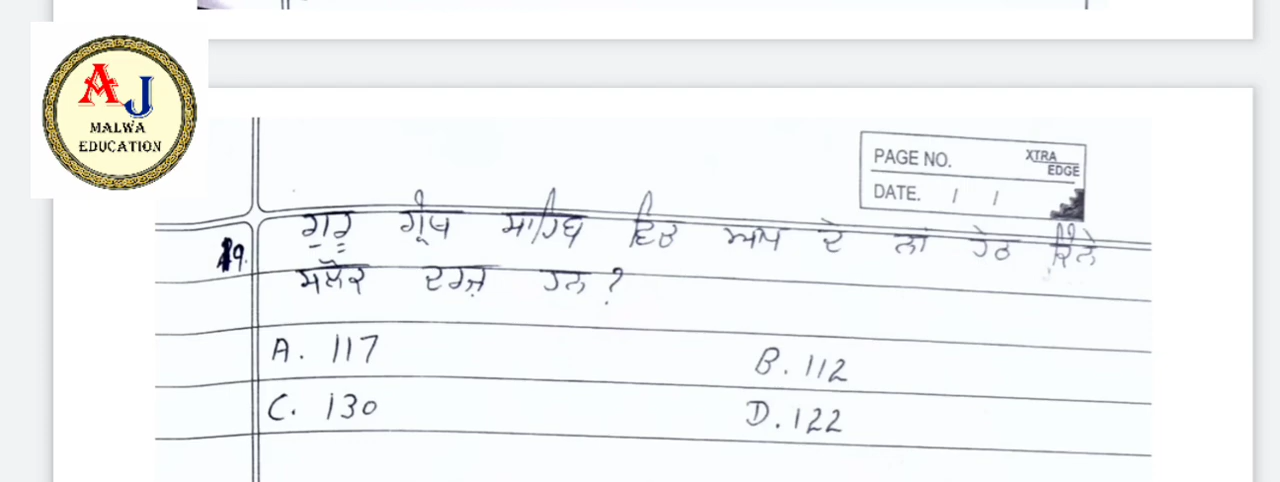 AJ
MALWA
EDUCATION
PAGE NO.
XTRA EDGE
DATE. / /
19. ਗੁਰੂ ਗ੍ਰੰਥ ਸਾਹਿਬ ਵਿਚ ਆਪ ਦੇ ਨਾਂ ਹੇਠ ਕਿੰਨੇ
ਸਲੋਕ ਦਰਜ਼ ਹਨ ?
A. 117 B. 112
C. 130 D. 122